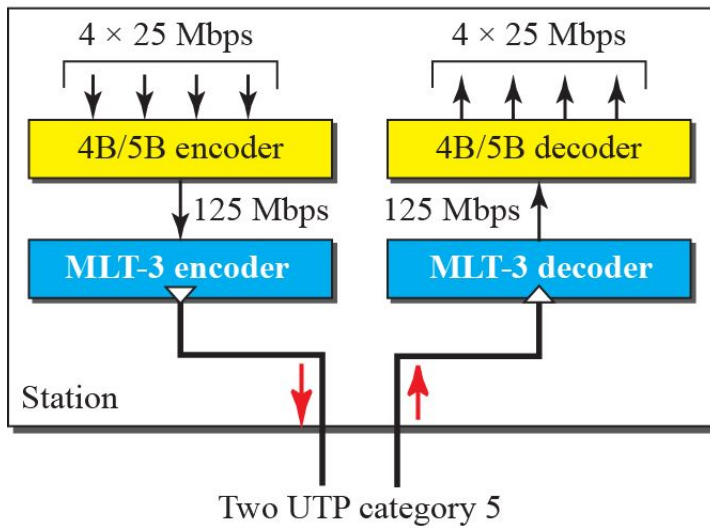 4 × 25 Mbps
4 × 25 Mbps
4B/5B encoder
4B/5B decoder
125 Mbps
125 Mbps
MLT-3 encoder
MLT-3 decoder
Station
Two UTP category 5